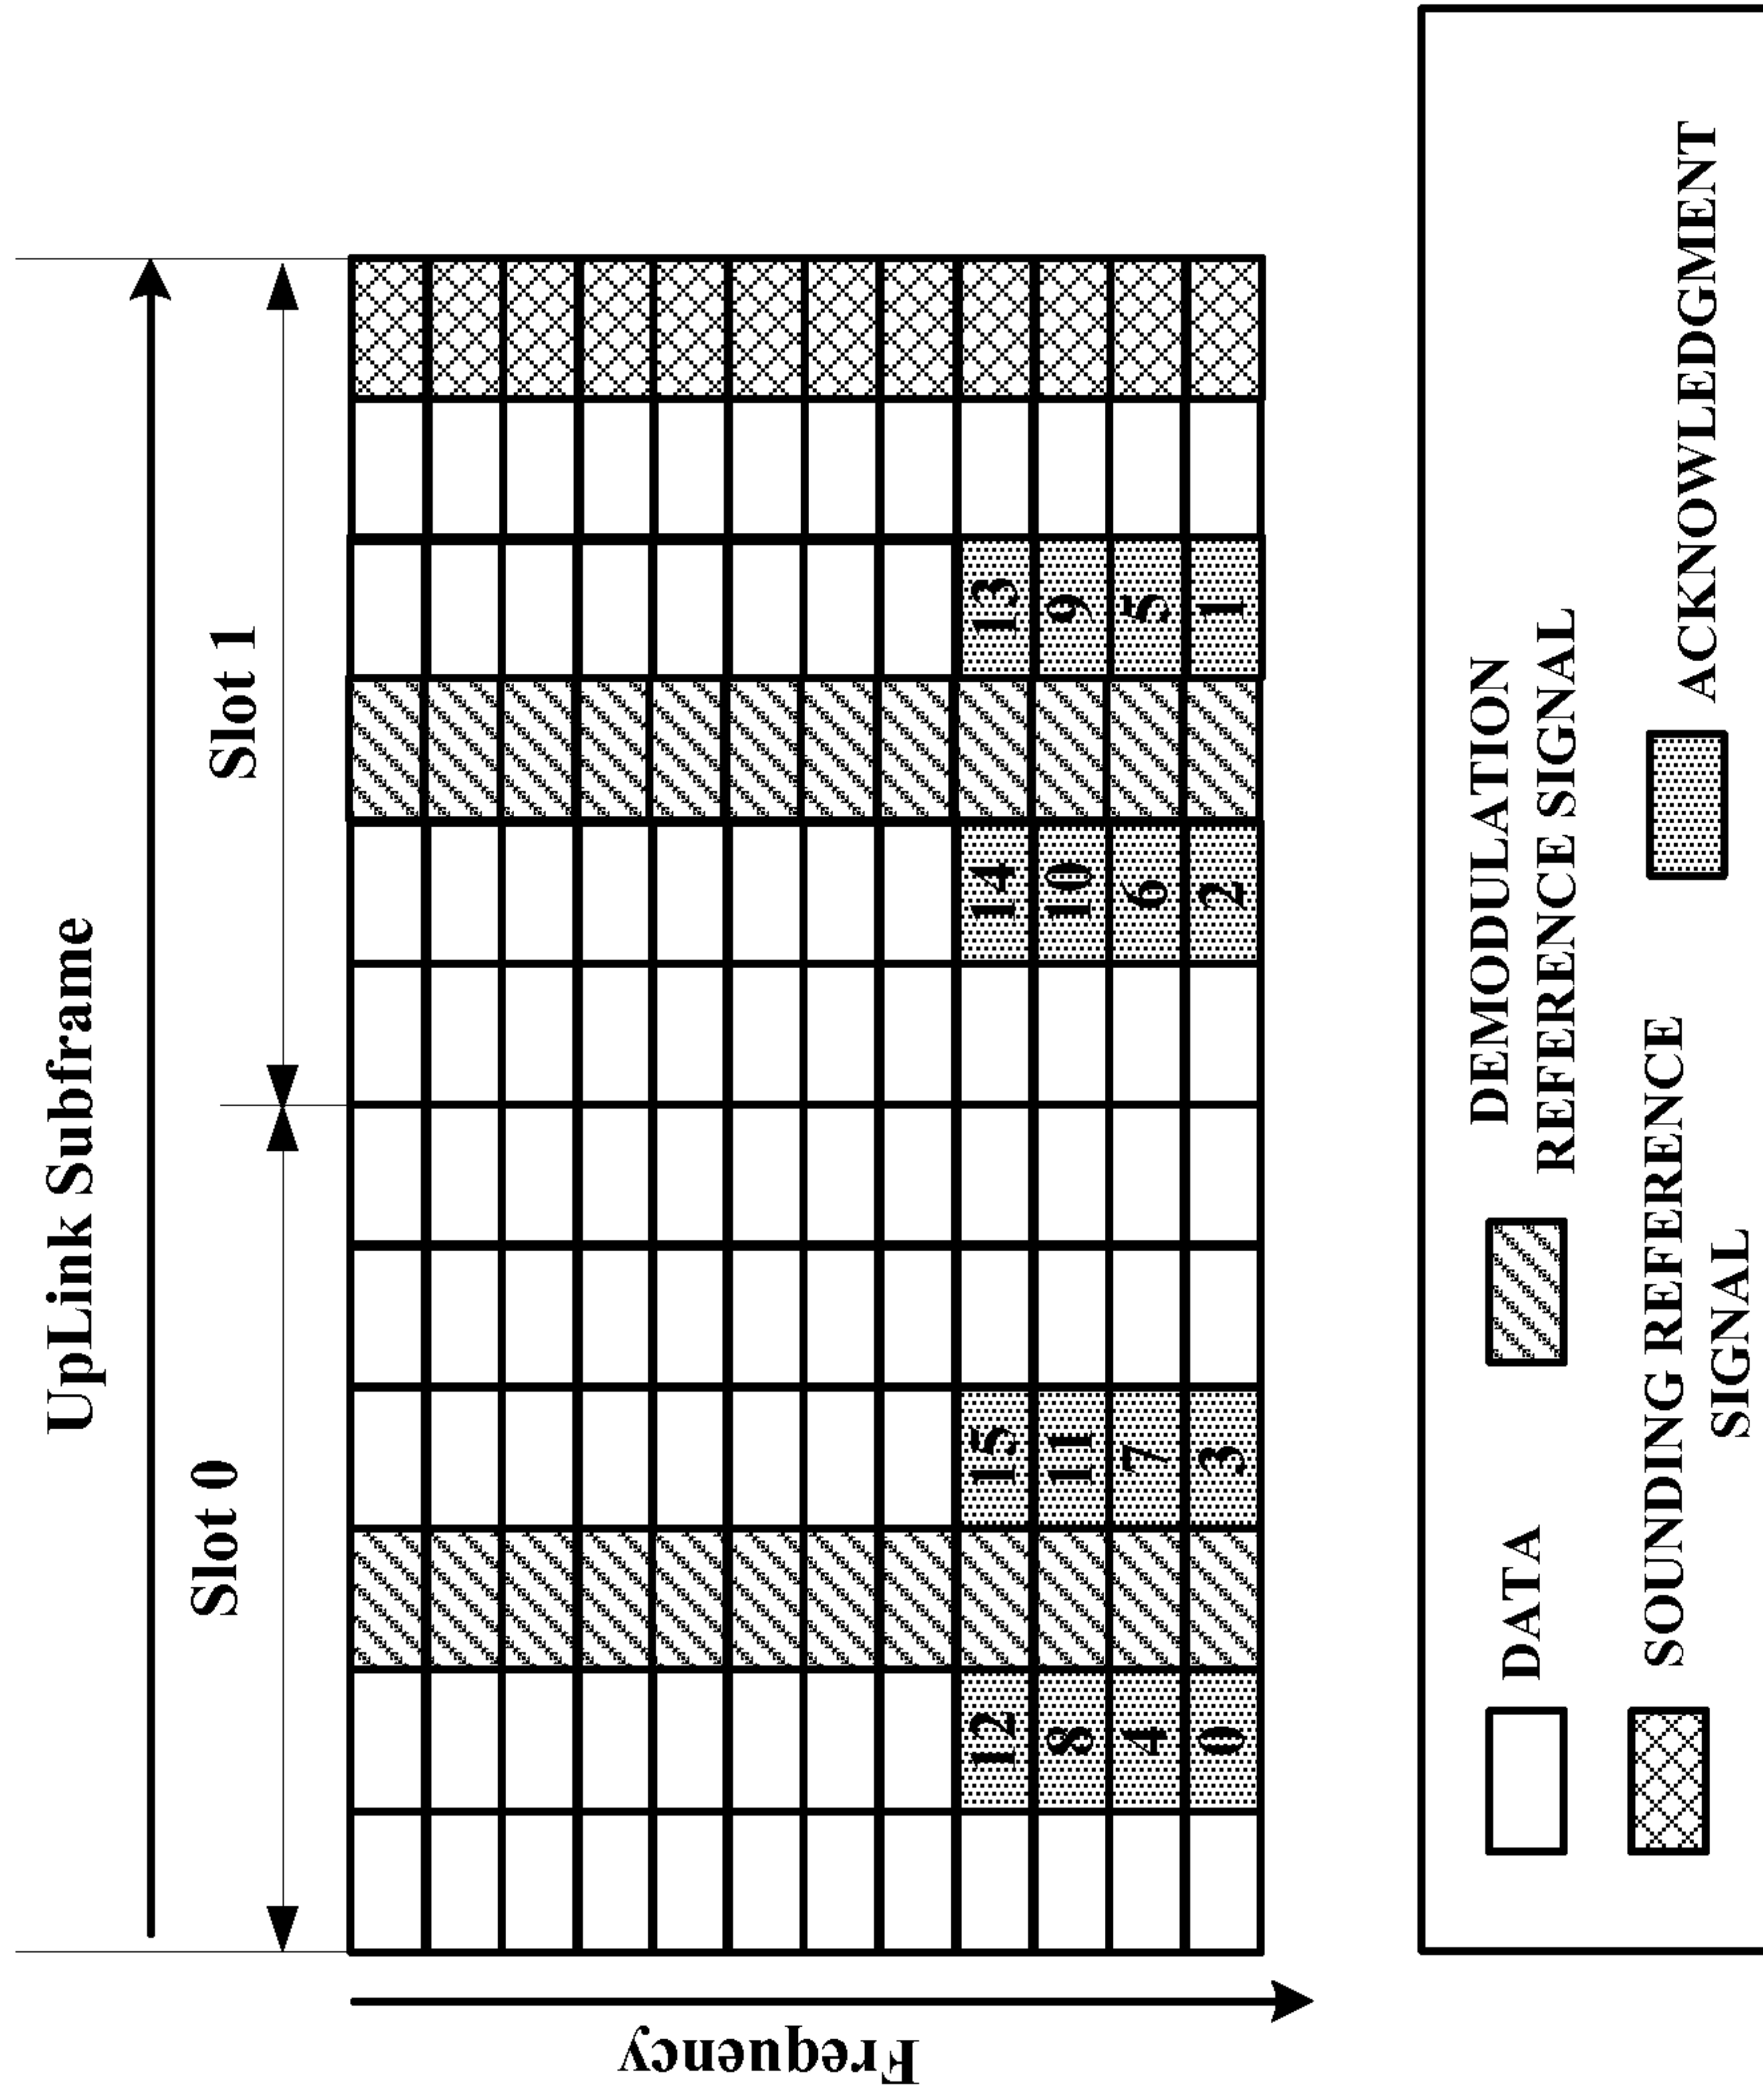 UpLink Subframe
Slot 0
Slot 1
Frequency
12 15 14 13
8 11 10 9
4 7 6 5
0 3 2 1
DATA
DEMODULATION
REFERENCE SIGNAL
SOUNDING REFERENCE
SIGNAL
ACKNOWLEDGMENT